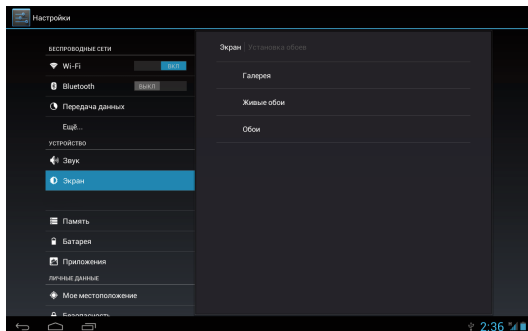 Настройки
БЕСПРОВОДНЫЕ СЕТИ
Wi-Fi ВКЛ
Bluetooth ВЫКЛ
Передача данных
Ещё...
УСТРОЙСТВО
Звук
Экран
Память
Батарея
Приложения
ЛИЧНЫЕ ДАННЫЕ
Мое местоположение
Безопасность
Экран Установка обоев
Галерея
Живые обои
Обои
2:36